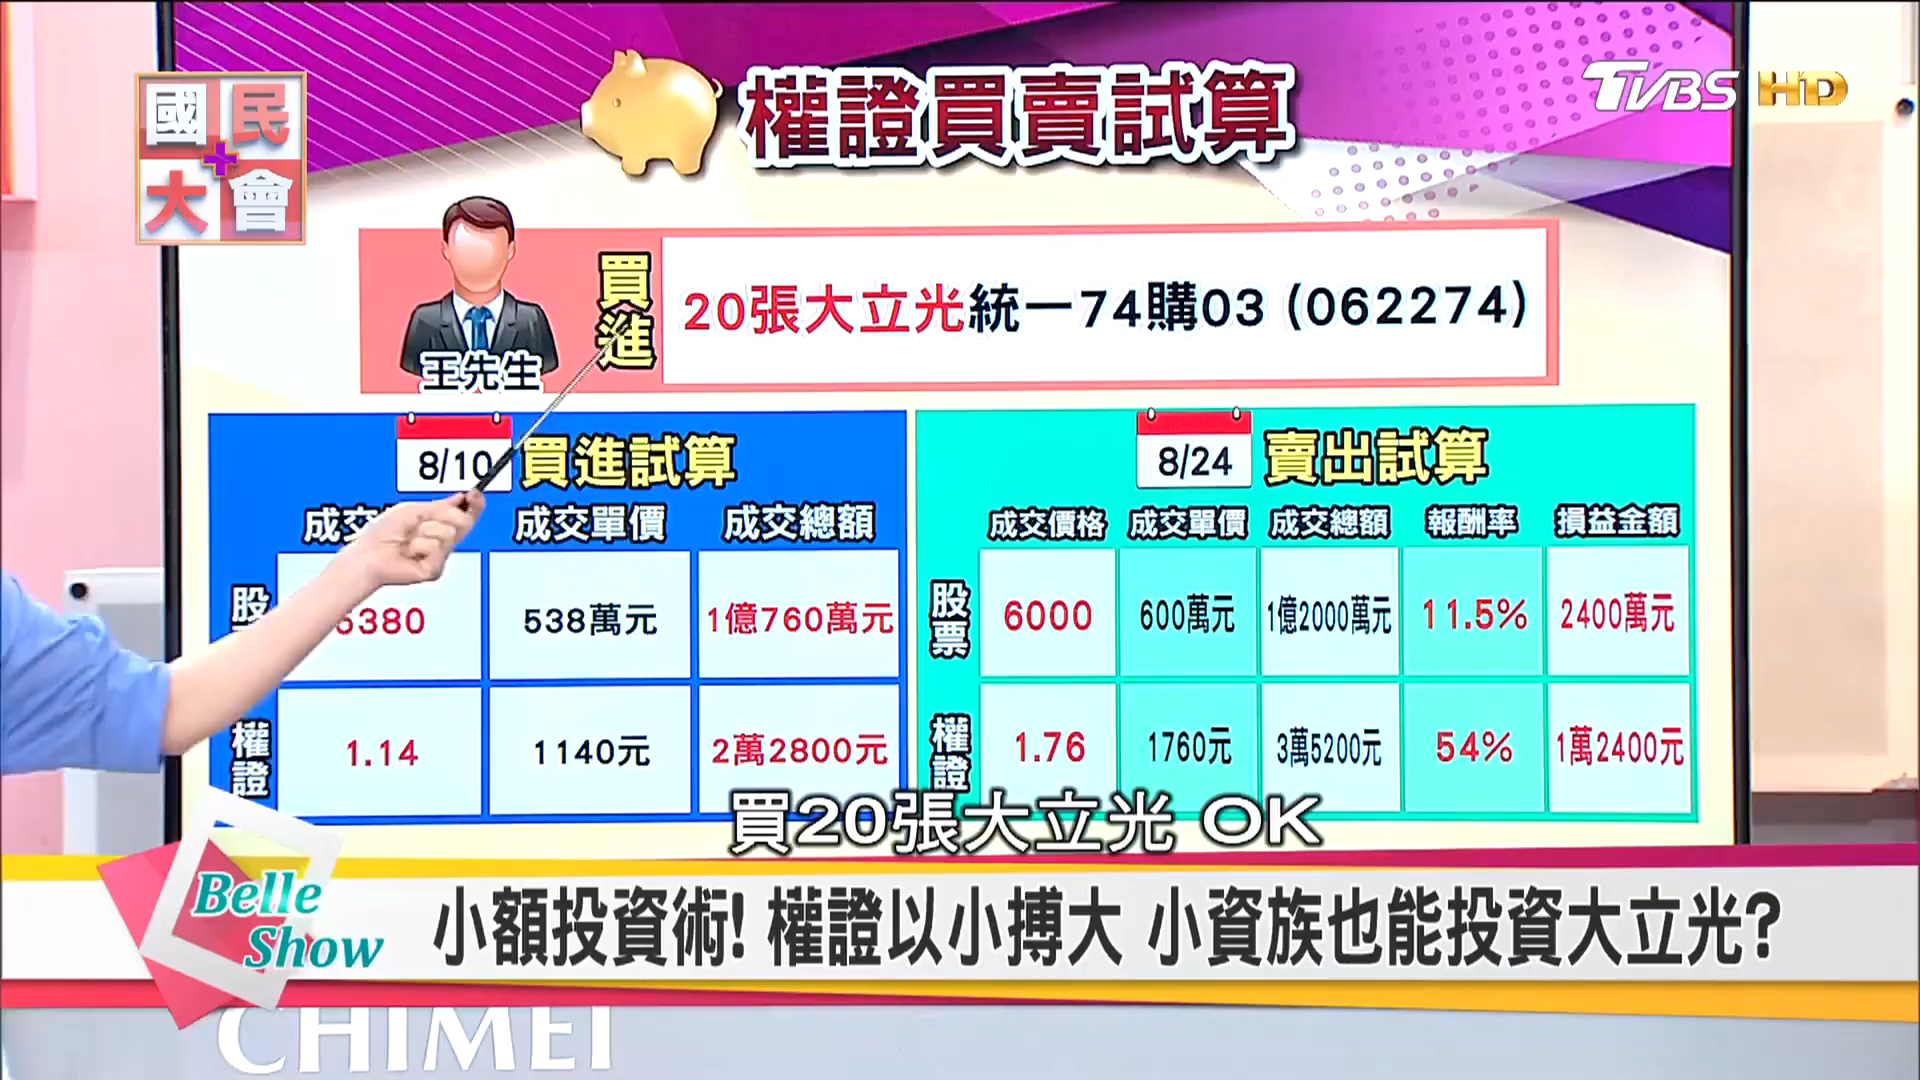 國民
大會
權證買賣試算
TVBS HD
王先生
買進
20張大立光統一74購03 (062274)
8/10 買進試算
成交 成交單價 成交總額
股 5380 538萬元 1億760萬元
權證 1.14 1140元 2萬2800元
8/24 賣出試算
成交價格 成交單價 成交總額 報酬率 損益金額
股票 6000 600萬元 1億2000萬元 11.5% 2400萬元
權證 1.76 1760元 3萬5200元 54% 1萬2400元
買20張大立光 OK
Belle
Show
小額投資術! 權證以小搏大 小資族也能投資大立光?
CHIMEI